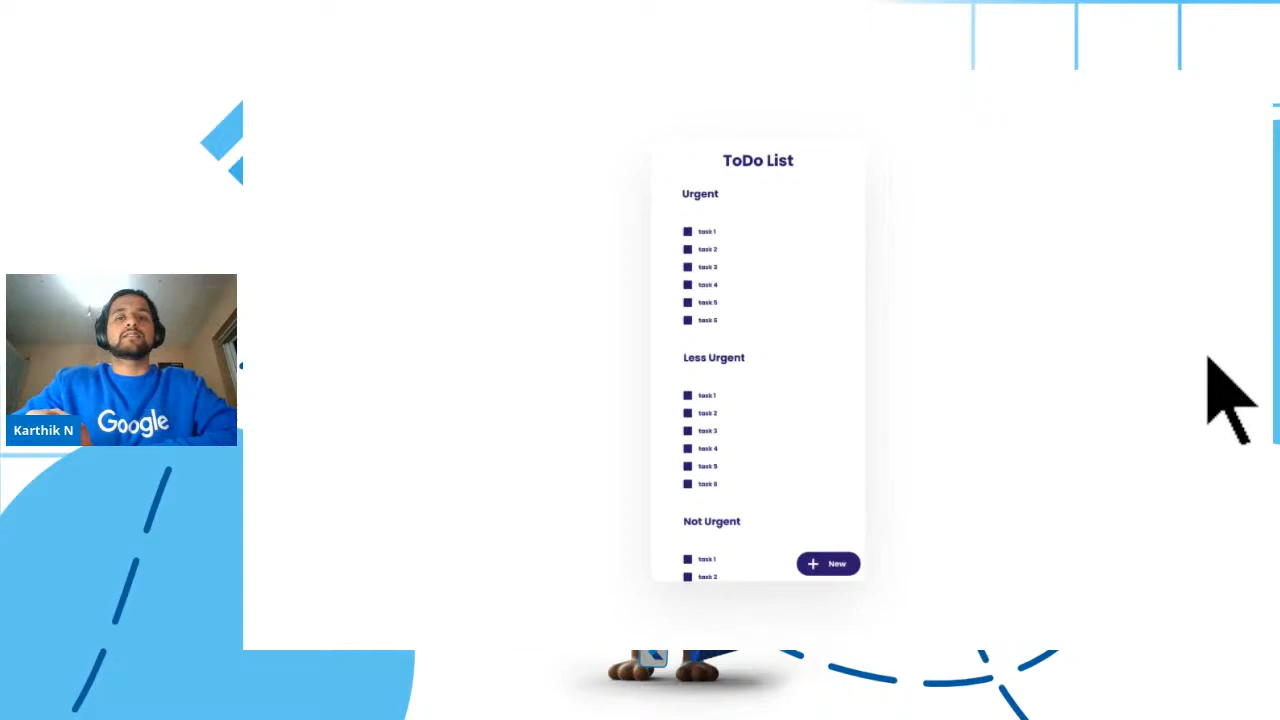 ToDo List
Urgent
task 1
task 2
task 3
task 4
task 5
task 6
Less Urgent
task 1
task 2
task 3
task 4
task 5
task 6
Not Urgent
task 1
task 2
New
Google
Karthik N